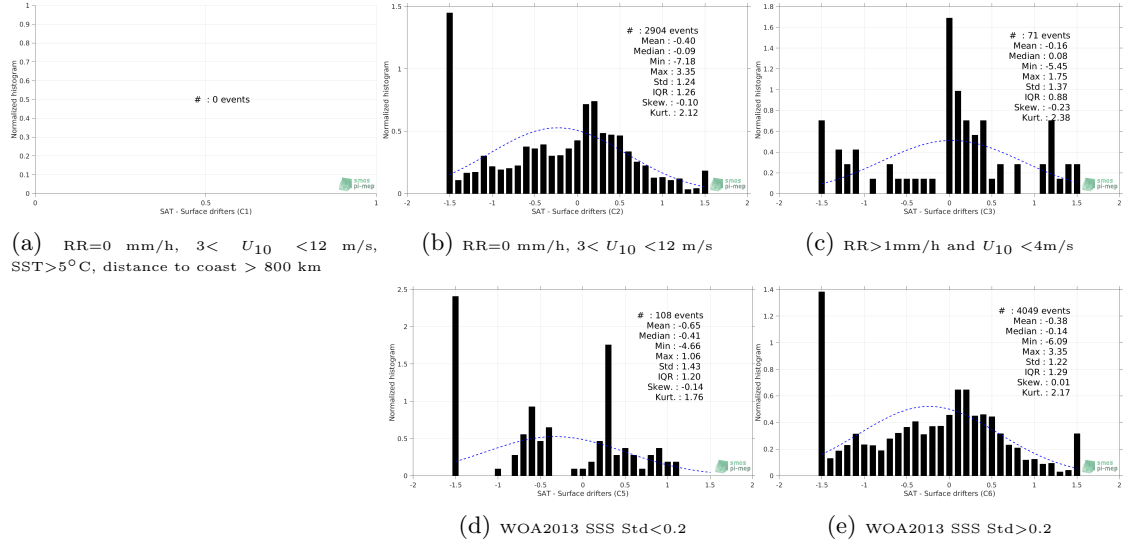 1
0.9
0.8
0.7
0.6
0.5
0.4
0.3
0.2
0.1
0
Normalized histogram
# : 0 events
0 0.5 1
SAT - Surface drifters (C1)
smos
pi-mep
(a) RR=0 mm/h, 3< U10 <12 m/s,
SST>5°C, distance to coast > 800 km
1.5
1
0.5
0
Normalized histogram
# : 2904 events
Mean : -0.40
Median : -0.09
Min : -7.18
Max : 3.35
Std : 1.24
IQR : 1.26
Skew. : -0.10
Kurt. : 2.12
-2 -1.5 -1 -0.5 0 0.5 1 1.5 2
SAT - Surface drifters (C2)
smos
pi-mep
(b) RR=0 mm/h, 3< U10 <12 m/s
1.8
1.6
1.4
1.2
1
0.8
0.6
0.4
0.2
0
Normalized histogram
# : 71 events
Mean : -0.16
Median : 0.08
Min : -5.45
Max : 1.75
Std : 1.37
IQR : 0.88
Skew. : -0.23
Kurt. : 2.38
-2 -1.5 -1 -0.5 0 0.5 1 1.5 2
SAT - Surface drifters (C3)
smos
pi-mep
(c) RR>1mm/h and U10 <4m/s
2.5
2
1.5
1
0.5
0
Normalized histogram
# : 108 events
Mean : -0.65
Median : -0.41
Min : -4.66
Max : 1.06
Std : 1.43
IQR : 1.20
Skew. : -0.14
Kurt. : 1.76
-2 -1.5 -1 -0.5 0 0.5 1 1.5 2
SAT - Surface drifters (C5)
smos
pi-mep
(d) WOA2013 SSS Std<0.2
1.4
1.2
1
0.8
0.6
0.4
0.2
0
Normalized histogram
# : 4049 events
Mean : -0.38
Median : -0.14
Min : -6.09
Max : 3.35
Std : 1.22
IQR : 1.29
Skew. : 0.01
Kurt. : 2.17
-2 -1.5 -1 -0.5 0 0.5 1 1.5 2
SAT - Surface drifters (C6)
smos
pi-mep
(e) WOA2013 SSS Std>0.2